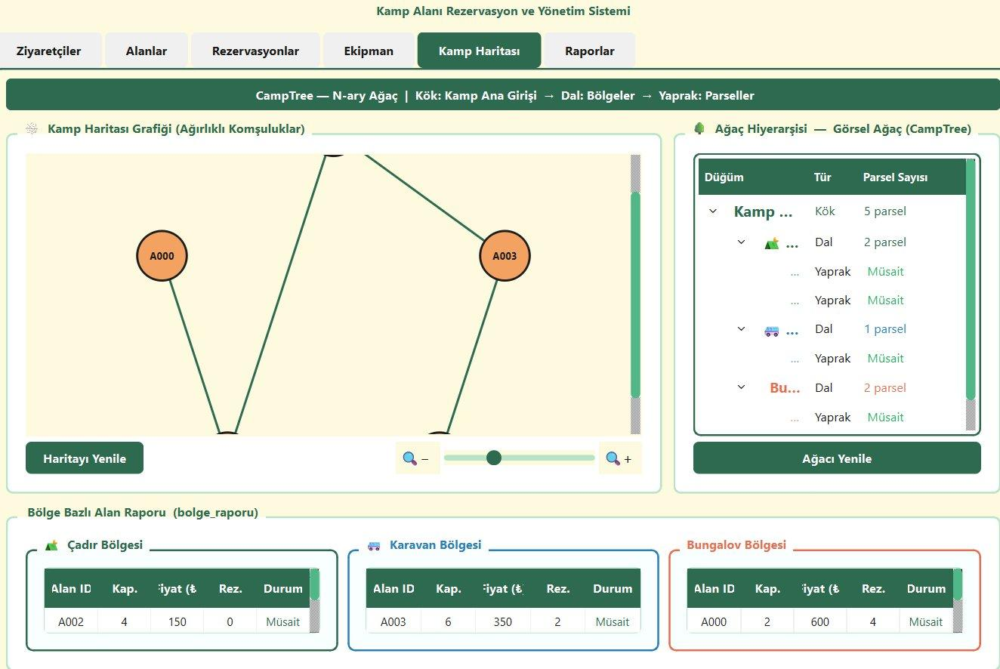 Kamp Alanı Rezervasyon ve Yönetim Sistemi
Ziyaretçiler Alanlar Rezervasyonlar Ekipman Kamp Haritası Raporlar
CampTree — N-ary Ağaç | Kök: Kamp Ana Girişi → Dal: Bölgeler → Yaprak: Parseller
Kamp Haritası Grafiği (Ağırlıklı Komşuluklar)
A000
A003
Haritayı Yenile
−
+
Ağaç Hiyerarşisi — Görsel Ağaç (CampTree)
Düğüm Tür Parsel Sayısı
Kamp ... Kök 5 parsel
... Dal 2 parsel
... Yaprak Müsait
... Yaprak Müsait
... Dal 1 parsel
... Yaprak Müsait
Bu... Dal 2 parsel
... Yaprak Müsait
Ağacı Yenile
Bölge Bazlı Alan Raporu (bolge_raporu)
Çadır Bölgesi
Alan ID Kap. Fiyat (₺ Rez. Durum
A002 4 150 0 Müsait
Karavan Bölgesi
Alan ID Kap. Fiyat (₺ Rez. Durum
A003 6 350 2 Müsait
Bungalov Bölgesi
Alan ID Kap. Fiyat (₺ Rez. Durum
A000 2 600 4 Müsait